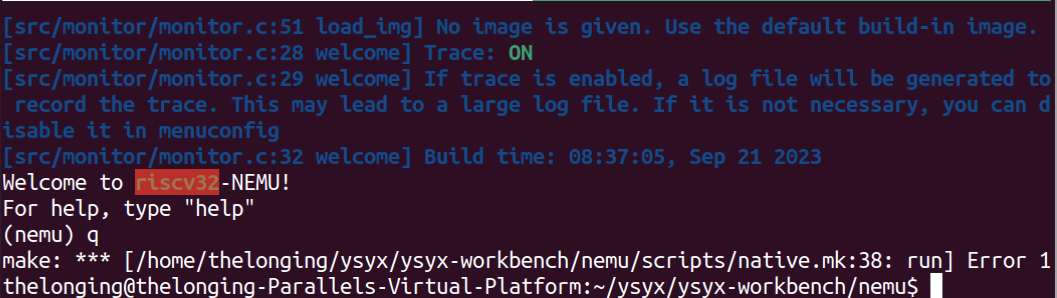 [src/monitor/monitor.c:51 load_img] No image is given. Use the default build-in image.
[src/monitor/monitor.c:28 welcome] Trace: ON
[src/monitor/monitor.c:29 welcome] If trace is enabled, a log file will be generated to
 record the trace. This may lead to a large log file. If it is not necessary, you can d
isable it in menuconfig
[src/monitor/monitor.c:32 welcome] Build time: 08:37:05, Sep 21 2023
Welcome to riscv32-NEMU!
For help, type "help"
(nemu) q
make: *** [/home/thelonging/ysyx/ysyx-workbench/nemu/scripts/native.mk:38: run] Error 1
thelonging@thelonging-Parallels-Virtual-Platform:~/ysyx/ysyx-workbench/nemu$